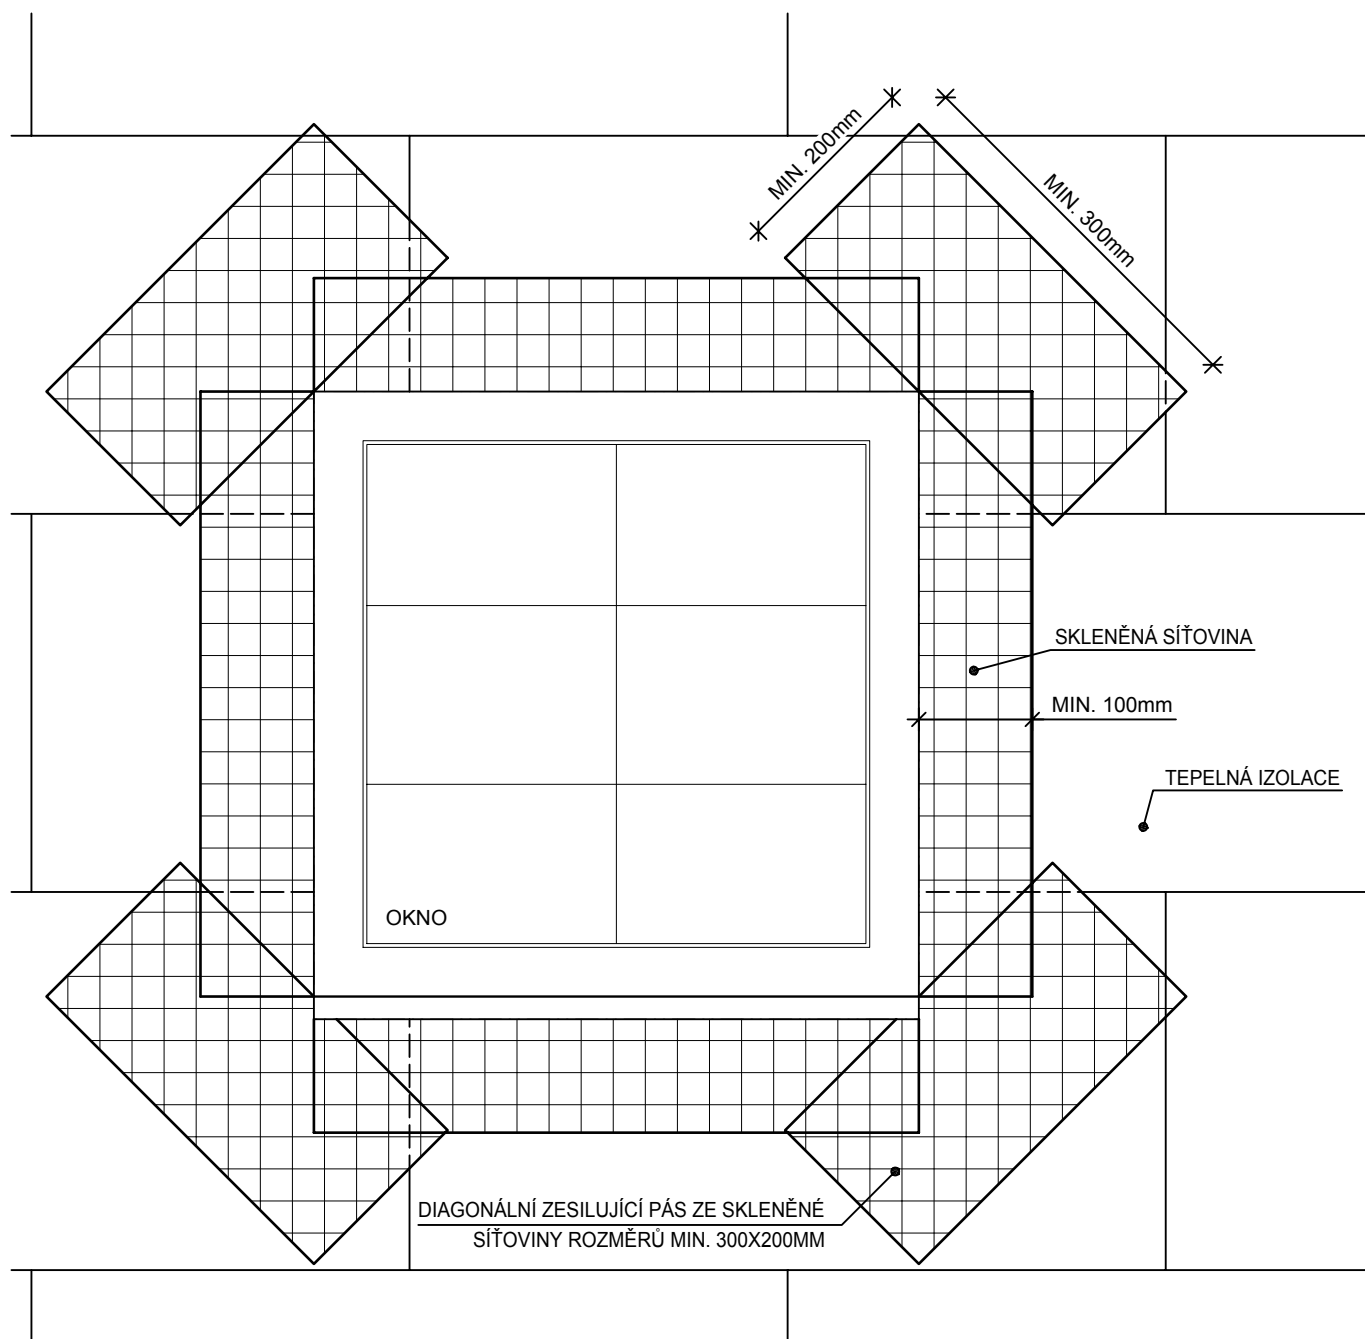 MIN. 200mm
MIN. 300mm
SKLENĚNÁ SÍŤOVINA
MIN. 100mm
TEPELNÁ IZOLACE
OKNO
DIAGONÁLNÍ ZESILUJÍCÍ PÁS ZE SKLENĚNÉ
SÍŤOVINY ROZMĚRŮ MIN. 300X200MM